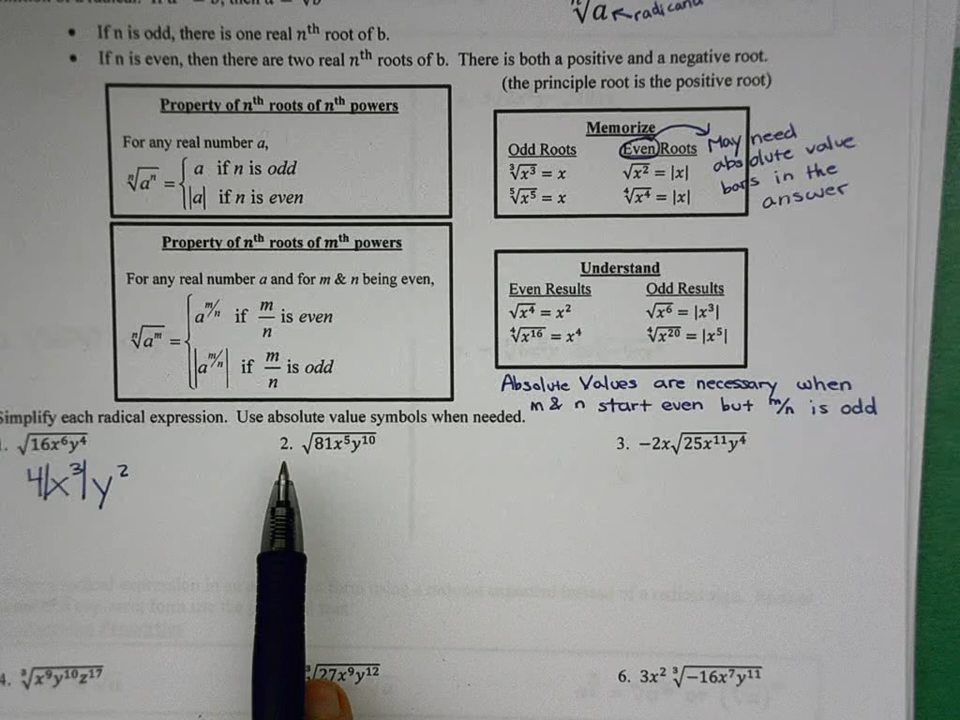 ⁿ√a ← radicand
• If n is odd, there is one real nᵗʰ root of b.
• If n is even, then there are two real nᵗʰ roots of b. There is both a positive and a negative root.
(the principle root is the positive root)
Property of nᵗʰ roots of nᵗʰ powers
For any real number a,
ⁿ√aⁿ = { a if n is odd
|a| if n is even
Memorize
Odd Roots Even Roots
³√x³ = x √x² = |x|
⁵√x⁵ = x ⁴√x⁴ = |x|
May need
absolute value
bars in the
answer
Property of nᵗʰ roots of mᵗʰ powers
For any real number a and for m & n being even,
ⁿ√aᵐ = { a^(m/n) if m/n is even
|a^(m/n)| if m/n is odd
Understand
Even Results Odd Results
√x⁴ = x² √x⁶ = |x³|
⁴√x¹⁶ = x⁴ ⁴√x²⁰ = |x⁵|
Absolute Values are necessary when
m & n start even but m/n is odd
Simplify each radical expression. Use absolute value symbols when needed.
1. √16x⁶y⁴ 2. √81x⁵y¹⁰ 3. −2x√25x¹¹y⁴
4|x³|y²
4. ³√x⁹y¹⁰z¹⁷ ³√27x⁹y¹² 6. 3x² ³√−16x⁷y¹¹